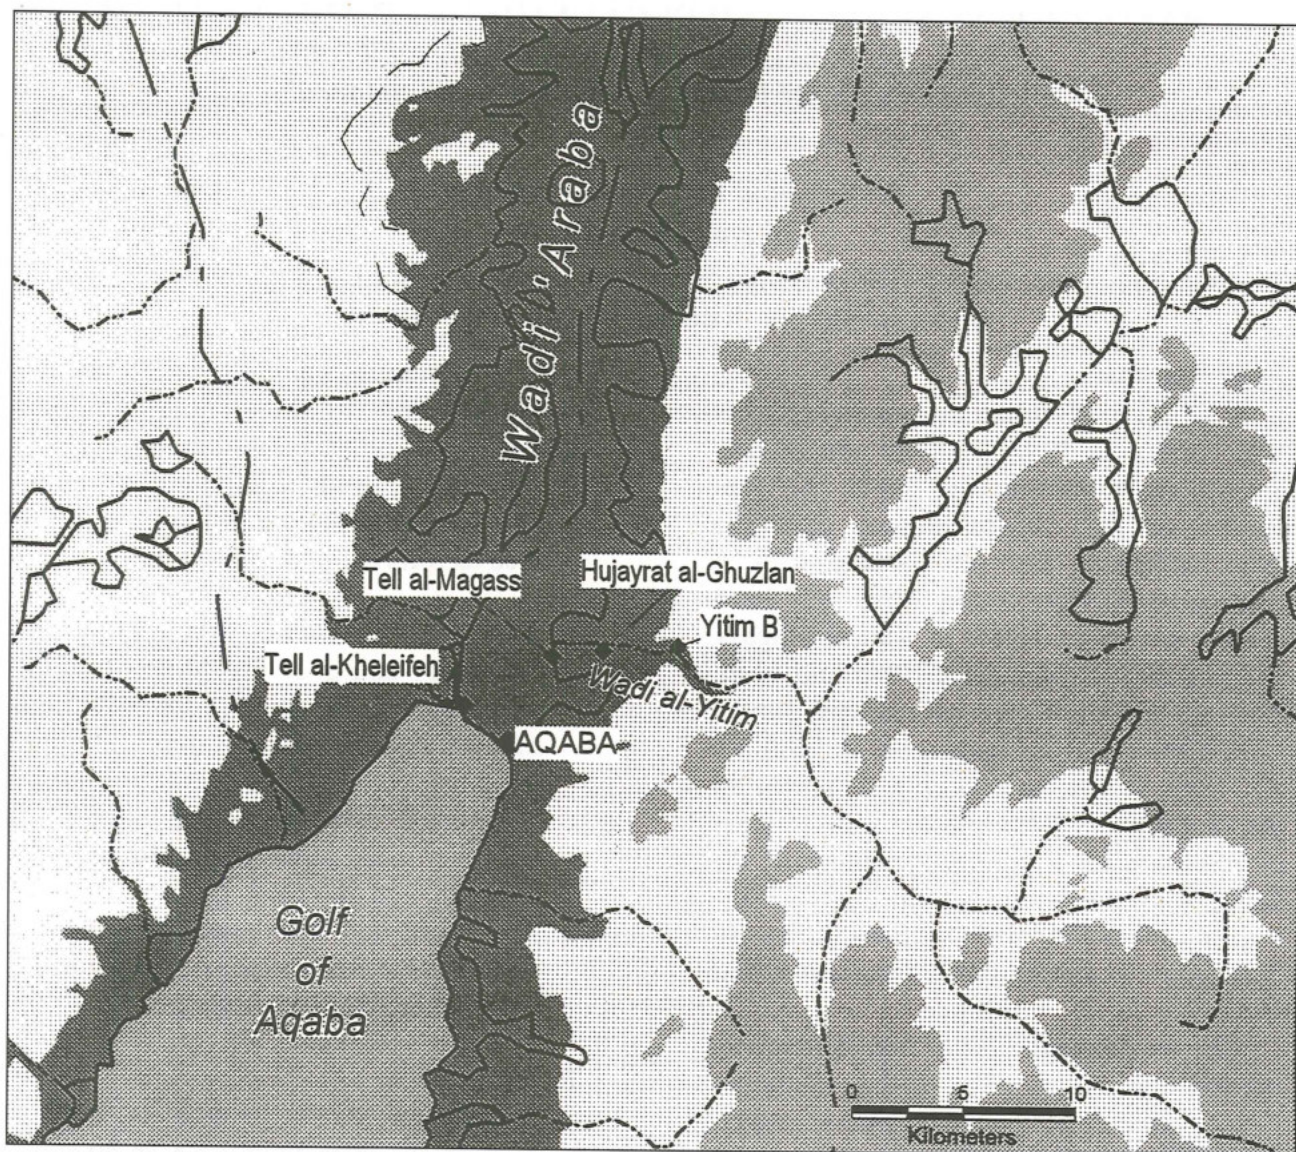 Wadi 'Araba
Tell al-Magass
Hujayrat al-Ghuzlan
Yitim B
Tell al-Kheleifeh
Wadi al-Yitim
AQABA
Golf
of
Aqaba
0 5 10
Kilometers